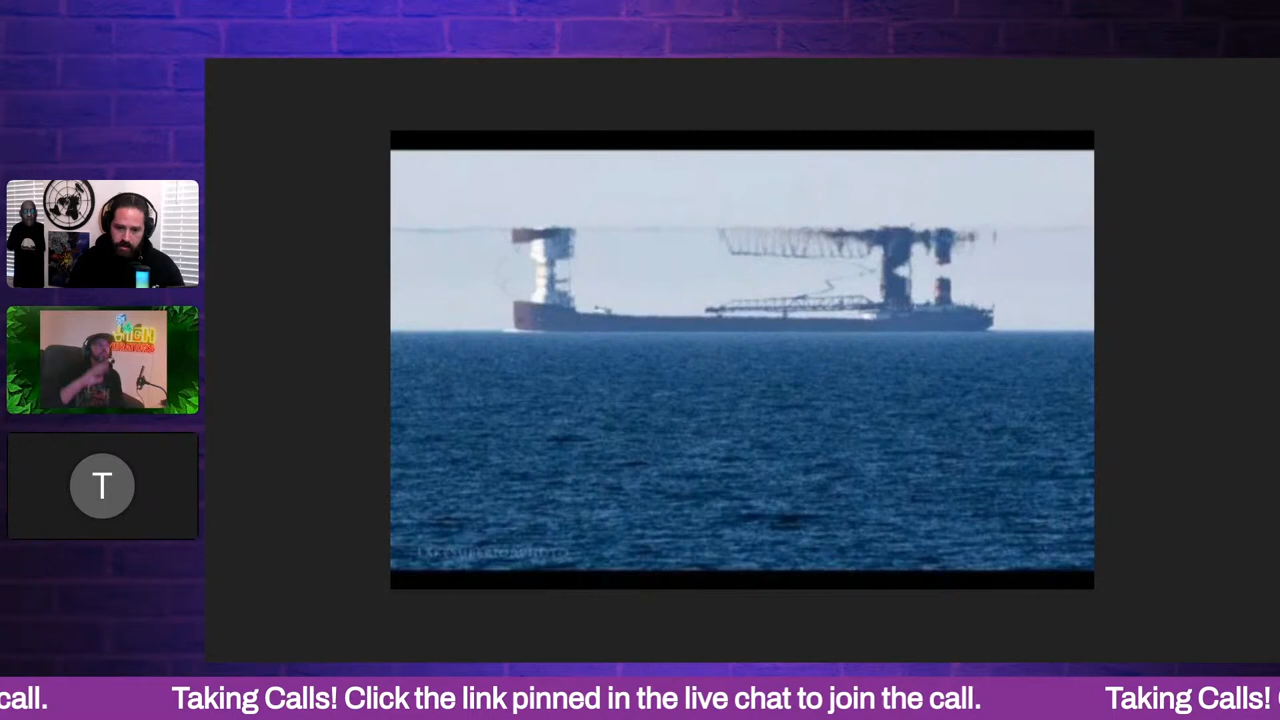 T
call.
Taking Calls! Click the link pinned in the live chat to join the call.
Taking Calls!